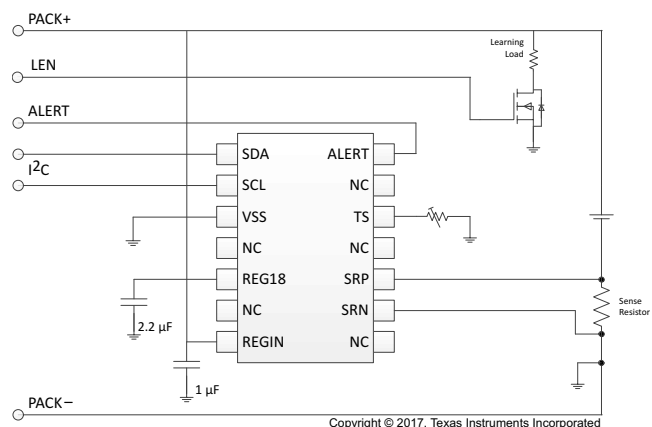 PACK+
Learning
Load
LEN
ALERT
I2C
SDA
ALERT
SCL
NC
VSS
TS
NC
NC
REG18
SRP
NC
SRN
REGIN
NC
2.2 µF
1 µF
Sense
Resistor
PACK−
Copyright © 2017, Texas Instruments Incorporated